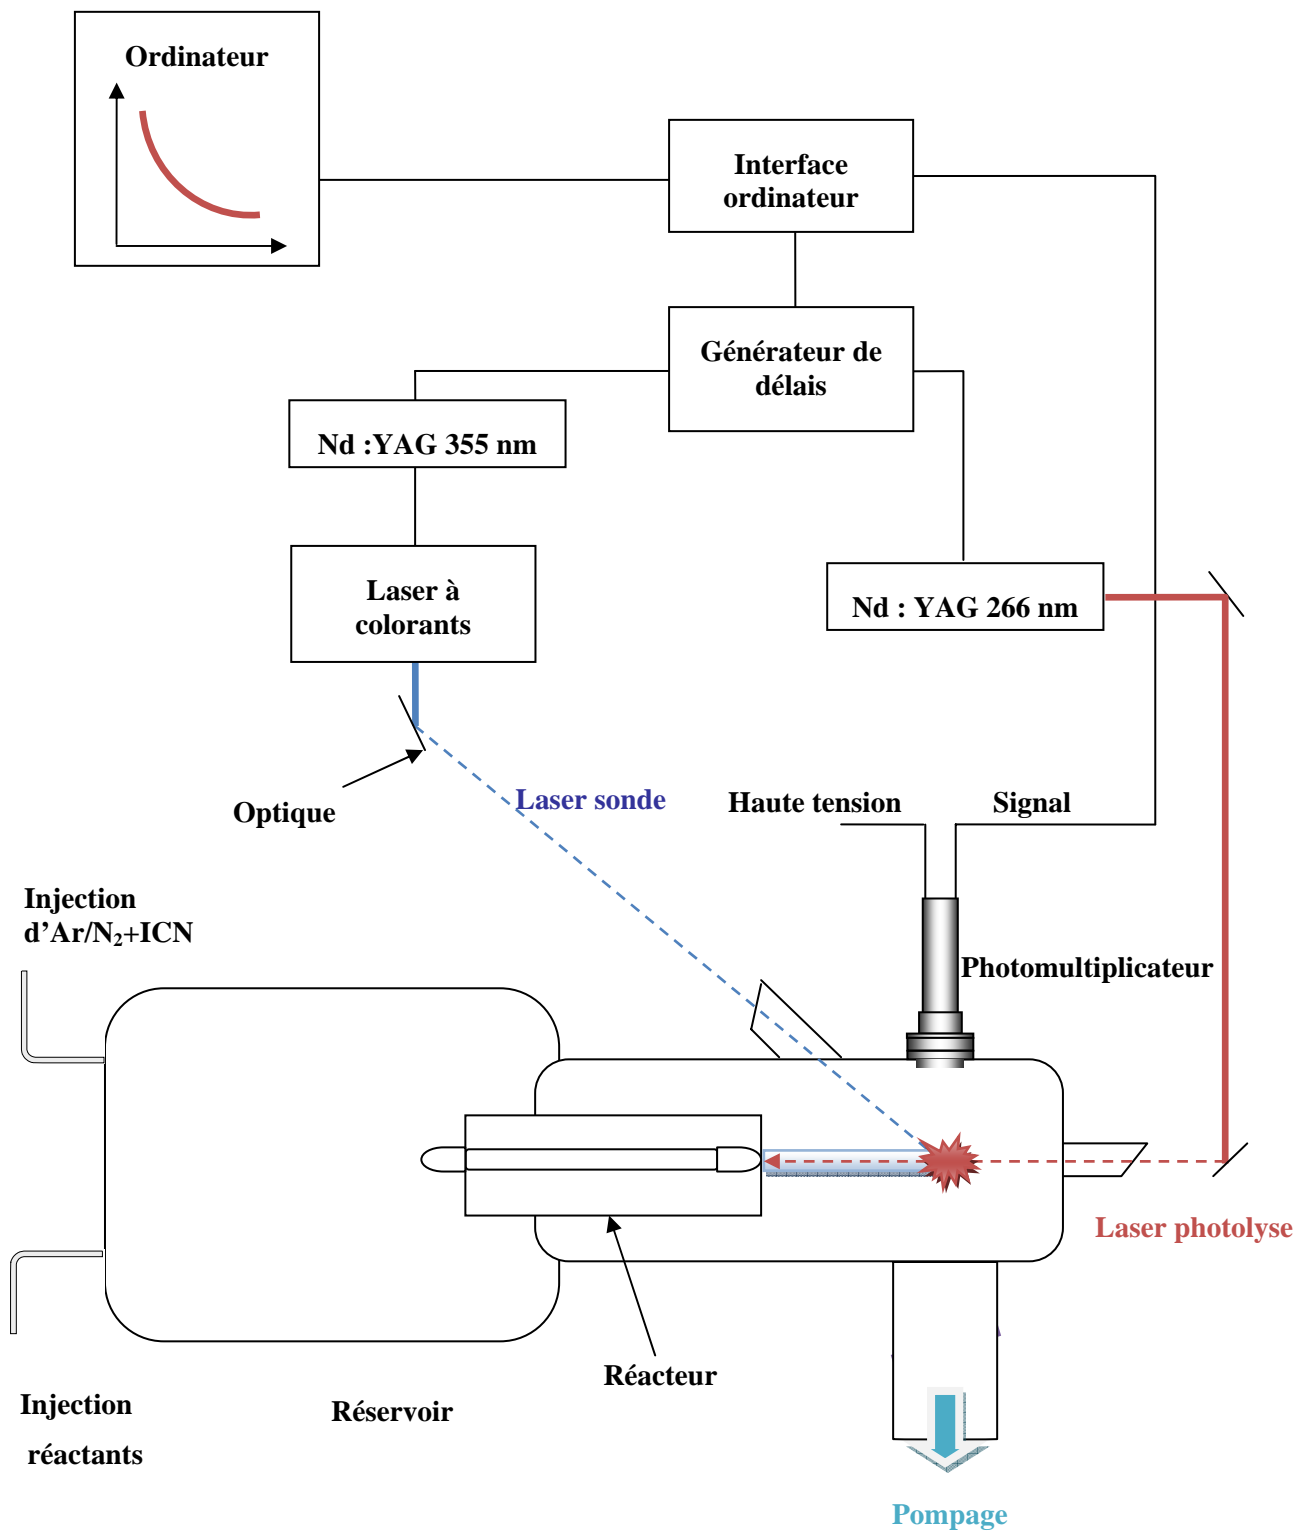 Ordinateur
Interface
ordinateur
Générateur de
délais
Nd :YAG 355 nm
Laser à
colorants
Nd : YAG 266 nm
Optique
Laser sonde
Haute tension
Signal
Injection
d’Ar/N₂+ICN
Photomultiplicateur
Laser photolyse
Réacteur
Injection
réactants
Réservoir
Pompage